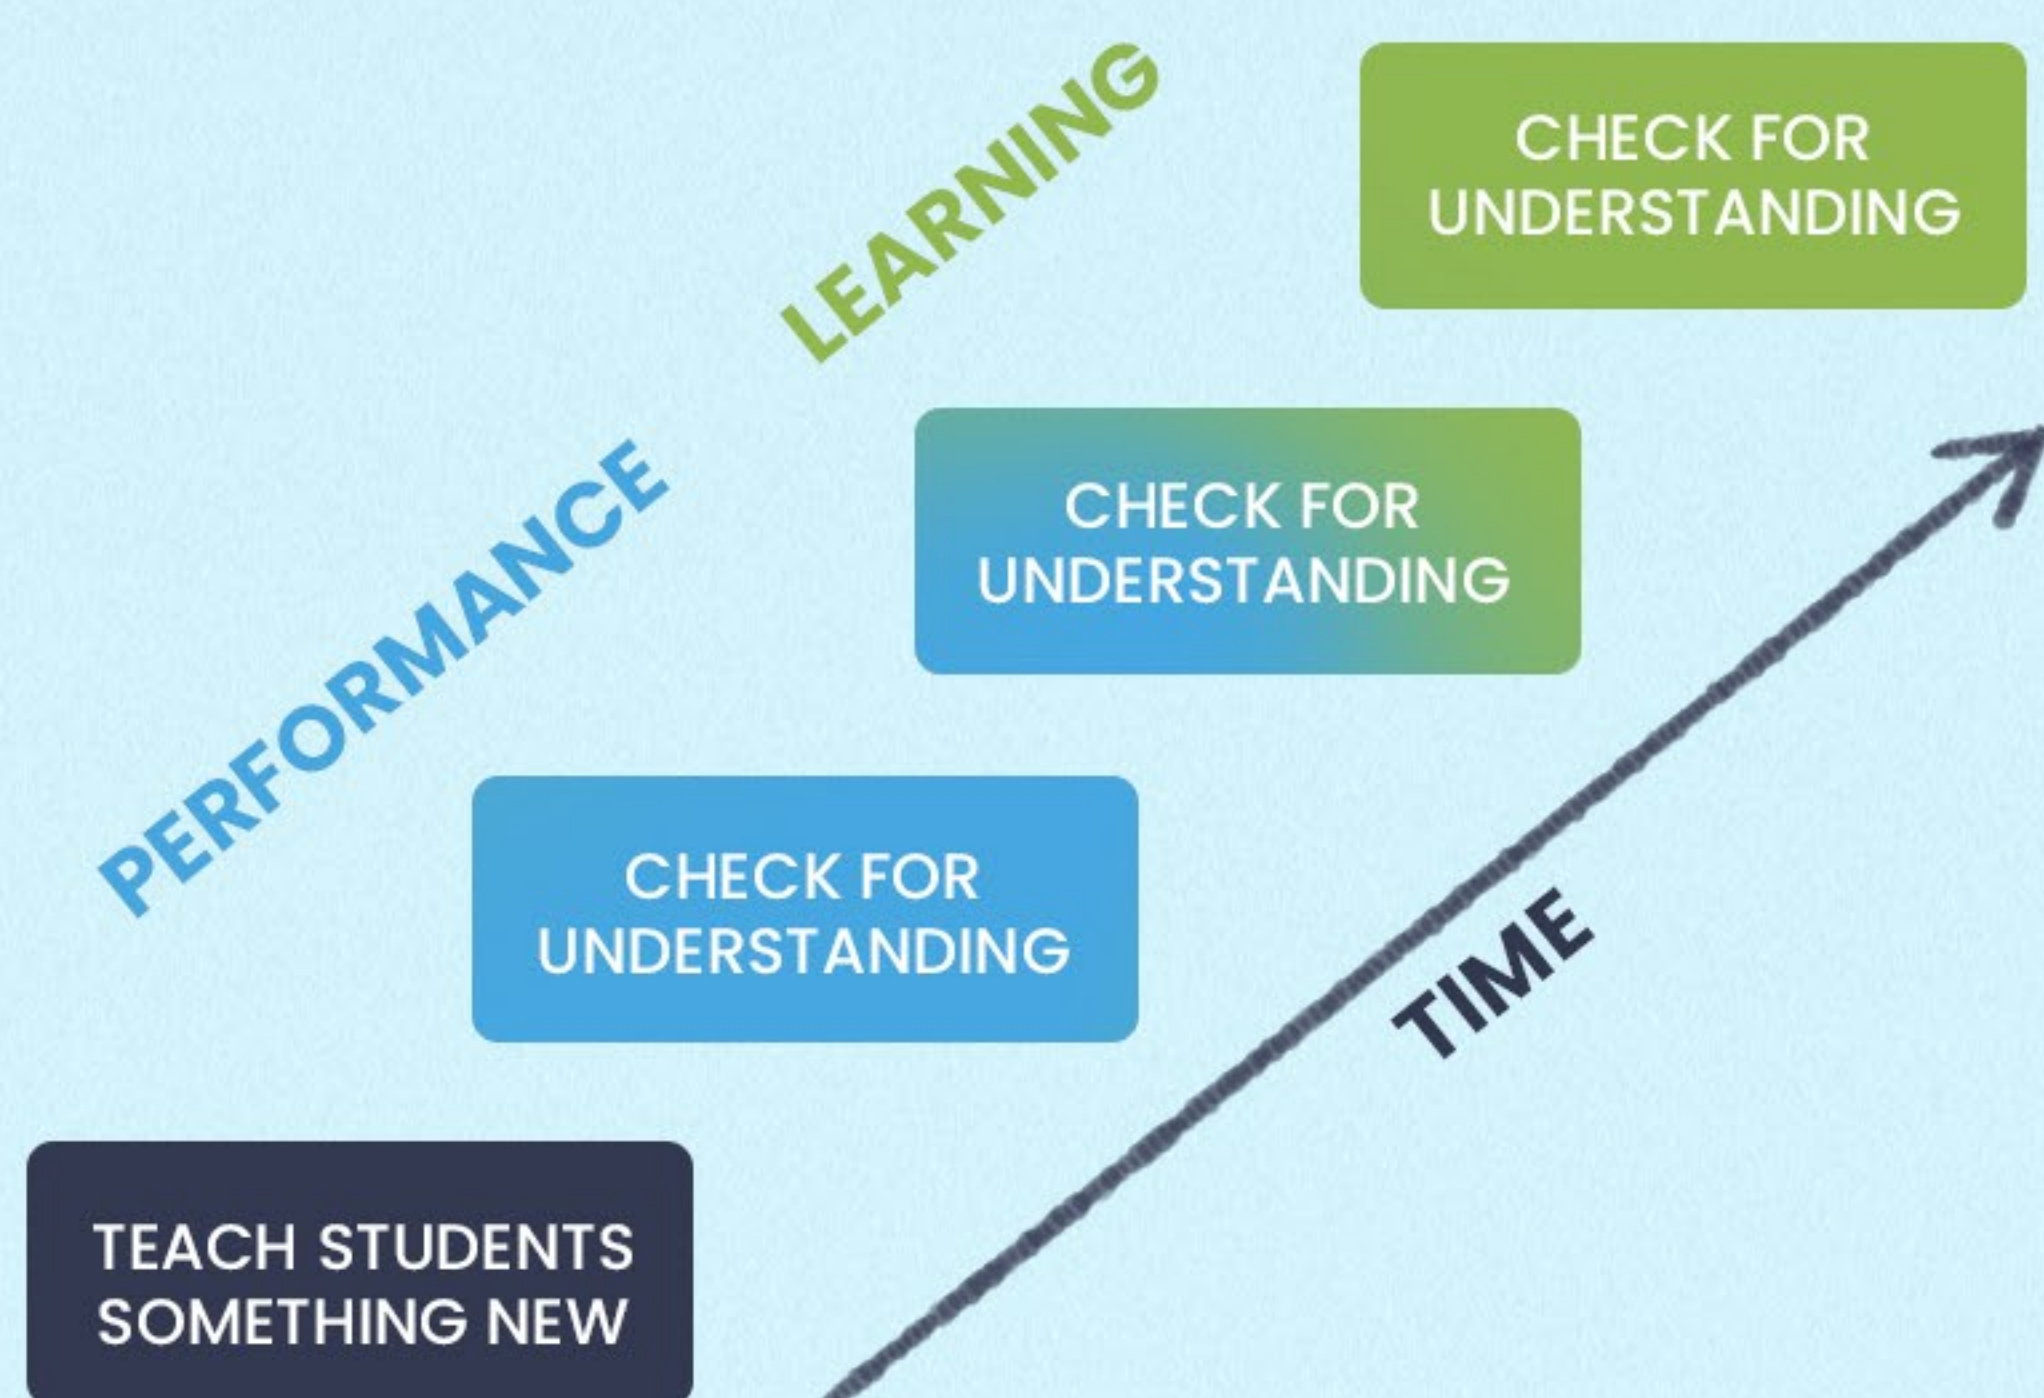 LEARNING
CHECK FOR
UNDERSTANDING
PERFORMANCE
CHECK FOR
UNDERSTANDING
CHECK FOR
UNDERSTANDING
TIME
TEACH STUDENTS
SOMETHING NEW